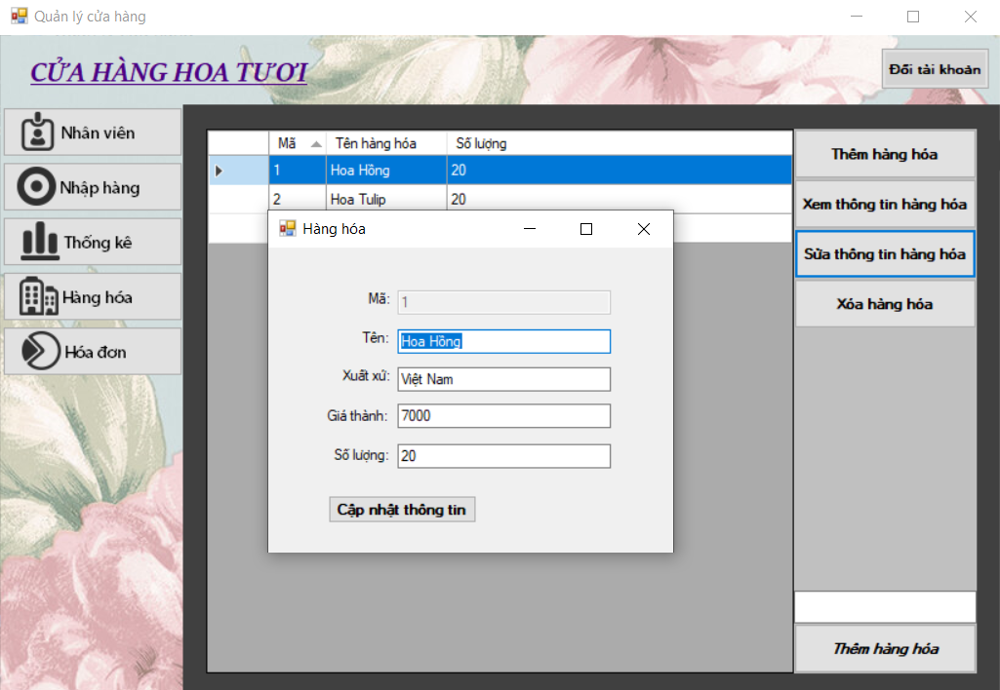 Quản lý cửa hàng
CỬA HÀNG HOA TƯƠI
Đổi tài khoản
Nhân viên
Nhập hàng
Thống kê
Hàng hóa
Hóa đơn
Mã Tên hàng hóa Số lượng
1 Hoa Hồng 20
2 Hoa Tulip 20
Hàng hóa
Mã: 1
Tên: Hoa Hồng
Xuất xứ: Việt Nam
Giá thành: 7000
Số lượng: 20
Cập nhật thông tin
Thêm hàng hóa
Xem thông tin hàng hóa
Sửa thông tin hàng hóa
Xóa hàng hóa
Thêm hàng hóa